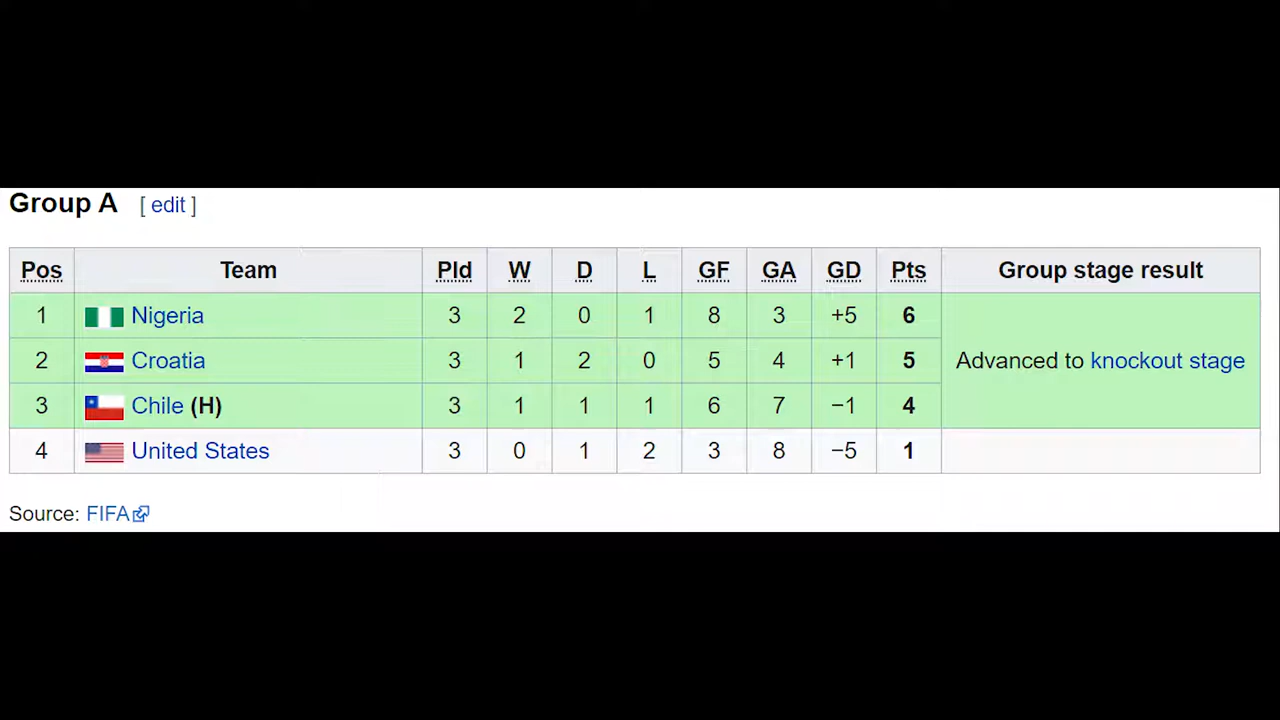 Group A [ edit ]
Pos Team Pld W D L GF GA GD Pts Group stage result
1 Nigeria 3 2 0 1 8 3 +5 6
2 Croatia 3 1 2 0 5 4 +1 5 Advanced to knockout stage
3 Chile (H) 3 1 1 1 6 7 −1 4
4 United States 3 0 1 2 3 8 −5 1
Source: FIFA